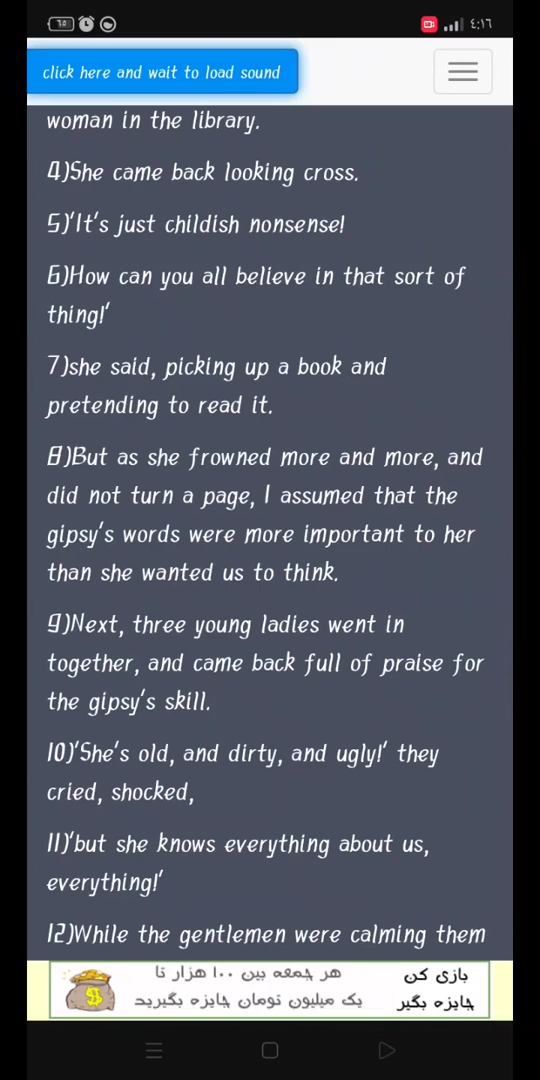 ٦٥
٤:١٦
click here and wait to load sound
woman in the library.
4)She came back looking cross.
5)'It's just childish nonsense!
6)How can you all believe in that sort of
thing!'
7)she said, picking up a book and
pretending to read it.
8)But as she frowned more and more, and
did not turn a page, I assumed that the
gipsy's words were more important to her
than she wanted us to think.
9)Next, three young ladies went in
together, and came back full of praise for
the gipsy's skill.
10)'She's old, and dirty, and ugly!' they
cried, shocked,
11)'but she knows everything about us,
everything!'
12)While the gentlemen were calming them
بازی کن
جایزه بگیر
هر جمعه بین ۱۰۰ هزار تا
یک میلیون تومان جایزه بگیرید